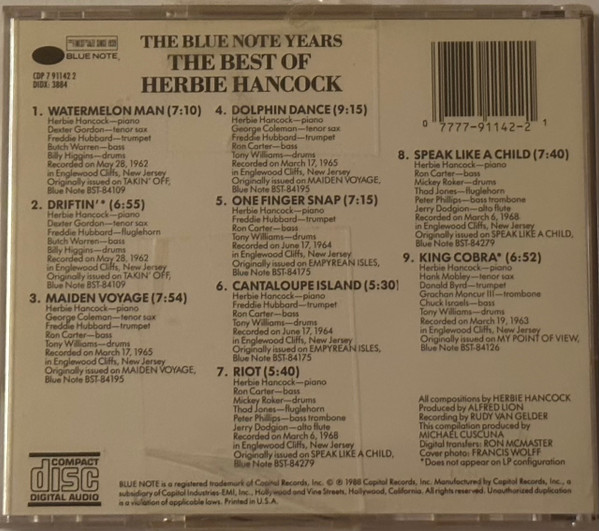 THE FINEST IN JAZZ SINCE 1939
BLUE NOTE®
CDP 7 91142 2
DIDX: 3884
THE BLUE NOTE YEARS
THE BEST OF
HERBIE HANCOCK
0 7777-91142-2 1
1. WATERMELON MAN (7:10)
Herbie Hancock—piano
Dexter Gordon—tenor sax
Freddie Hubbard—trumpet
Butch Warren—bass
Billy Higgins—drums
Recorded on May 28, 1962
in Englewood Cliffs, New Jersey
Originally issued on TAKIN' OFF,
Blue Note BST-84109
2. DRIFTIN'* (6:55)
Herbie Hancock—piano
Dexter Gordon—tenor sax
Freddie Hubbard—fluglehorn
Butch Warren—bass
Billy Higgins—drums
Recorded on May 28, 1962
in Englewood Cliffs, New Jersey
Originally issued on TAKIN' OFF,
Blue Note BST-84109
3. MAIDEN VOYAGE (7:54)
Herbie Hancock—piano
George Coleman—tenor sax
Freddie Hubbard—trumpet
Ron Carter—bass
Tony Williams—drums
Recorded on March 17, 1965
in Englewood Cliffs, New Jersey
Originally issued on MAIDEN VOYAGE,
Blue Note BST-84195
4. DOLPHIN DANCE (9:15)
Herbie Hancock—piano
George Coleman—tenor sax
Freddie Hubbard—trumpet
Ron Carter—bass
Tony Williams—drums
Recorded on March 17, 1965
in Englewood Cliffs, New Jersey
Originally issued on MAIDEN VOYAGE,
Blue Note BST-84195
5. ONE FINGER SNAP (7:15)
Herbie Hancock—piano
Freddie Hubbard—trumpet
Ron Carter—bass
Tony Williams—drums
Recorded on June 17, 1964
in Englewood Cliffs, New Jersey
Originally issued on EMPYREAN ISLES,
Blue Note BST-84175
6. CANTALOUPE ISLAND (5:30)
Herbie Hancock—piano
Freddie Hubbard—trumpet
Ron Carter—bass
Tony Williams—drums
Recorded on June 17, 1964
in Englewood Cliffs, New Jersey
Originally issued on EMPYREAN ISLES,
Blue Note BST-84175
7. RIOT (5:40)
Herbie Hancock—piano
Ron Carter—bass
Mickey Roker—drums
Thad Jones—fluglehorn
Peter Phillips—bass trombone
Jerry Dodgion—alto flute
Recorded on March 6, 1968
in Englewood Cliffs, New Jersey
Originally issued on SPEAK LIKE A CHILD,
Blue Note BST-84279
8. SPEAK LIKE A CHILD (7:40)
Herbie Hancock—piano
Ron Carter—bass
Mickey Roker—drums
Thad Jones—fluglehorn
Peter Phillips—bass trombone
Jerry Dodgion—alto flute
Recorded on March 6, 1968
in Englewood Cliffs, New Jersey
Originally issued on SPEAK LIKE A CHILD,
Blue Note BST-84279
9. KING COBRA* (6:52)
Herbie Hancock—piano
Hank Mobley—tenor sax
Donald Byrd—trumpet
Grachan Moncur III—trombone
Chuck Israels—bass
Tony Williams—drums
Recorded on March 19, 1963
in Englewood Cliffs, New Jersey
Originally issued on MY POINT OF VIEW,
Blue Note BST-84126
All compositions by HERBIE HANCOCK
Produced by ALFRED LION
Recording by RUDY VAN GELDER
This compilation produced by
MICHAEL CUSCUNA
Digital transfers: RON MCMASTER
Cover photo: FRANCIS WOLFF
*Does not appear on LP configuration
COMPACT
disc
DIGITAL AUDIO
BLUE NOTE is a registered trademark of Capitol Records, Inc. © ℗ 1988 Capitol Records, Inc. Manufactured by Capitol Records, Inc., a
subsidiary of Capitol Industries-EMI, Inc., Hollywood and Vine Streets, Hollywood, California. All rights reserved. Unauthorized duplication
is a violation of applicable laws. Printed in U.S.A.